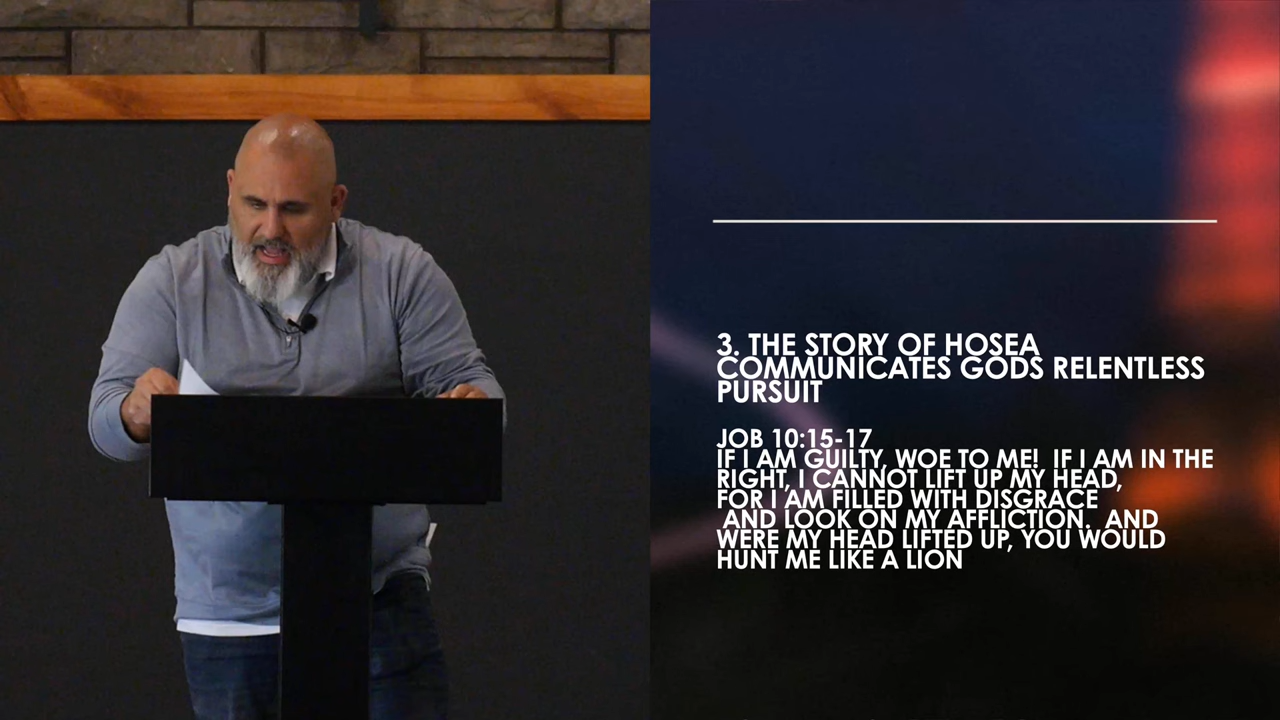 3. THE STORY OF HOSEA
COMMUNICATES GODS RELENTLESS
PURSUIT
JOB 10:15-17
IF I AM GUILTY, WOE TO ME!  IF I AM IN THE
RIGHT, I CANNOT LIFT UP MY HEAD,
FOR I AM FILLED WITH DISGRACE
AND LOOK ON MY AFFLICTION.  AND
WERE MY HEAD LIFTED UP, YOU WOULD
HUNT ME LIKE A LION